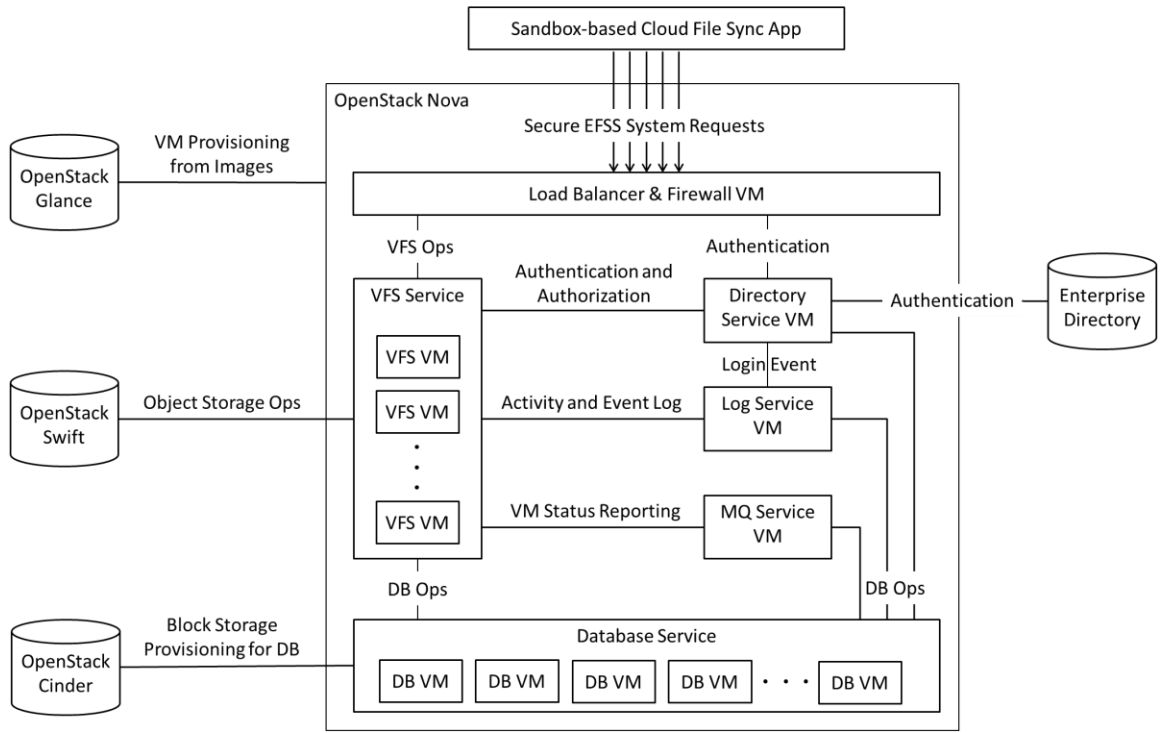 Sandbox-based Cloud File Sync App
OpenStack Nova
Secure EFSS System Requests
VM Provisioning
from Images
OpenStack
Glance
Load Balancer & Firewall VM
VFS Ops
Authentication
VFS Service
Authentication and
Authorization
Directory
Service VM
Authentication
Enterprise
Directory
VFS VM
Login Event
OpenStack
Swift
Object Storage Ops
VFS VM
Activity and Event Log
Log Service
VM
VFS VM
VM Status Reporting
MQ Service
VM
DB Ops
DB Ops
Block Storage
Provisioning for DB
OpenStack
Cinder
Database Service
DB VM
DB VM
DB VM
DB VM
DB VM